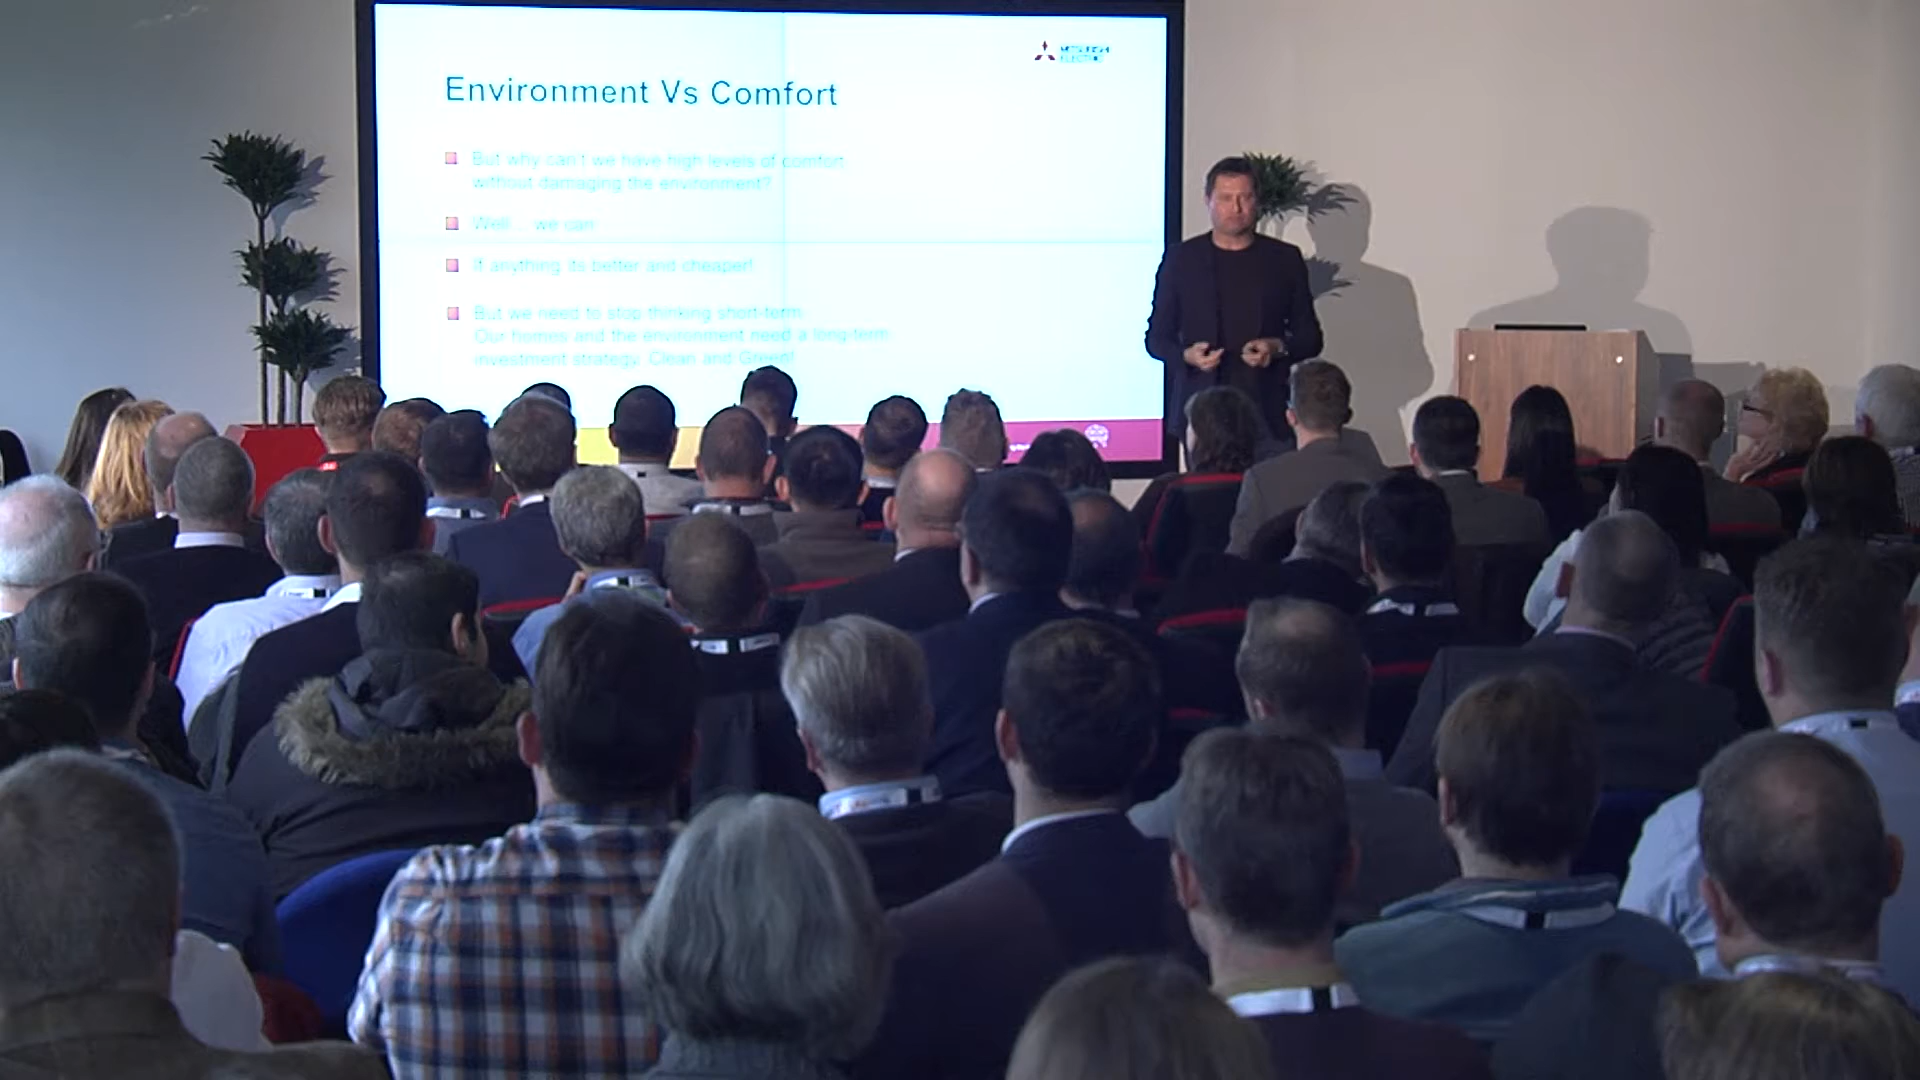 MITSUBISHI
ELECTRIC
Environment Vs Comfort
But why can't we have high levels of comfort
without damaging the environment?
Well... we can
If anything its better and cheaper!
But we need to stop thinking short-term.
Our homes and the environment need a long-term
investment strategy. Clean and Green!